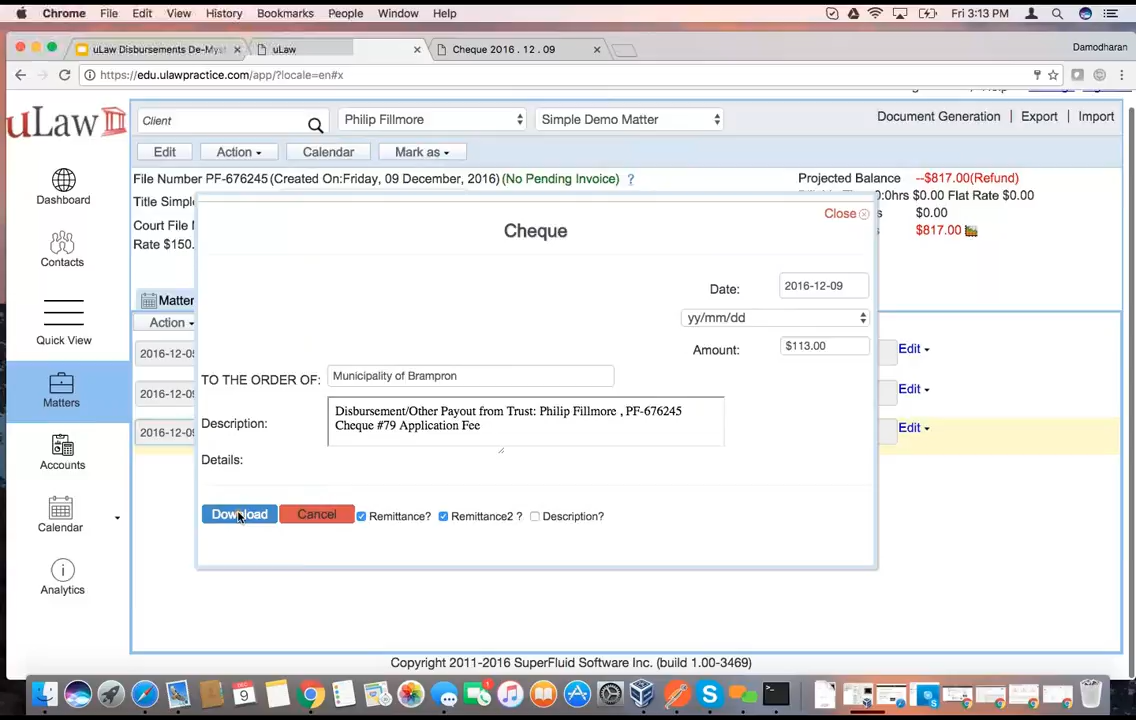 Chrome File Edit View History Bookmarks People Window Help Fri 3:13 PM
uLaw Disbursements De-Myst uLaw Cheque 2016 . 12 . 09 Damodharan
https://edu.ulawpractice.com/app/?locale=en#x
uLaw Client Philip Fillmore Simple Demo Matter Document Generation | Export | Import
Edit Action Calendar Mark as
File Number PF-676245(Created On:Friday, 09 December, 2016) (No Pending Invoice) ? Projected Balance --$817.00(Refund)
0:0hrs $0.00 Flat Rate $0.00
Title Simple
Court File N
s $0.00
Rate $150.
s $817.00
Dashboard
Contacts
Quick View
Matters
Accounts
Calendar
Analytics
Matter
Action
2016-12-05 Edit
2016-12-09 Edit
2016-12-09 Edit
Close
Cheque
Date: 2016-12-09
yy/mm/dd
Amount: $113.00
TO THE ORDER OF: Municipality of Brampron
Description: Disbursement/Other Payout from Trust: Philip Fillmore , PF-676245
Cheque #79 Application Fee
Details:
Download Cancel Remittance? Remittance2 ? Description?
Copyright 2011-2016 SuperFluid Software Inc. (build 1.00-3469)
9